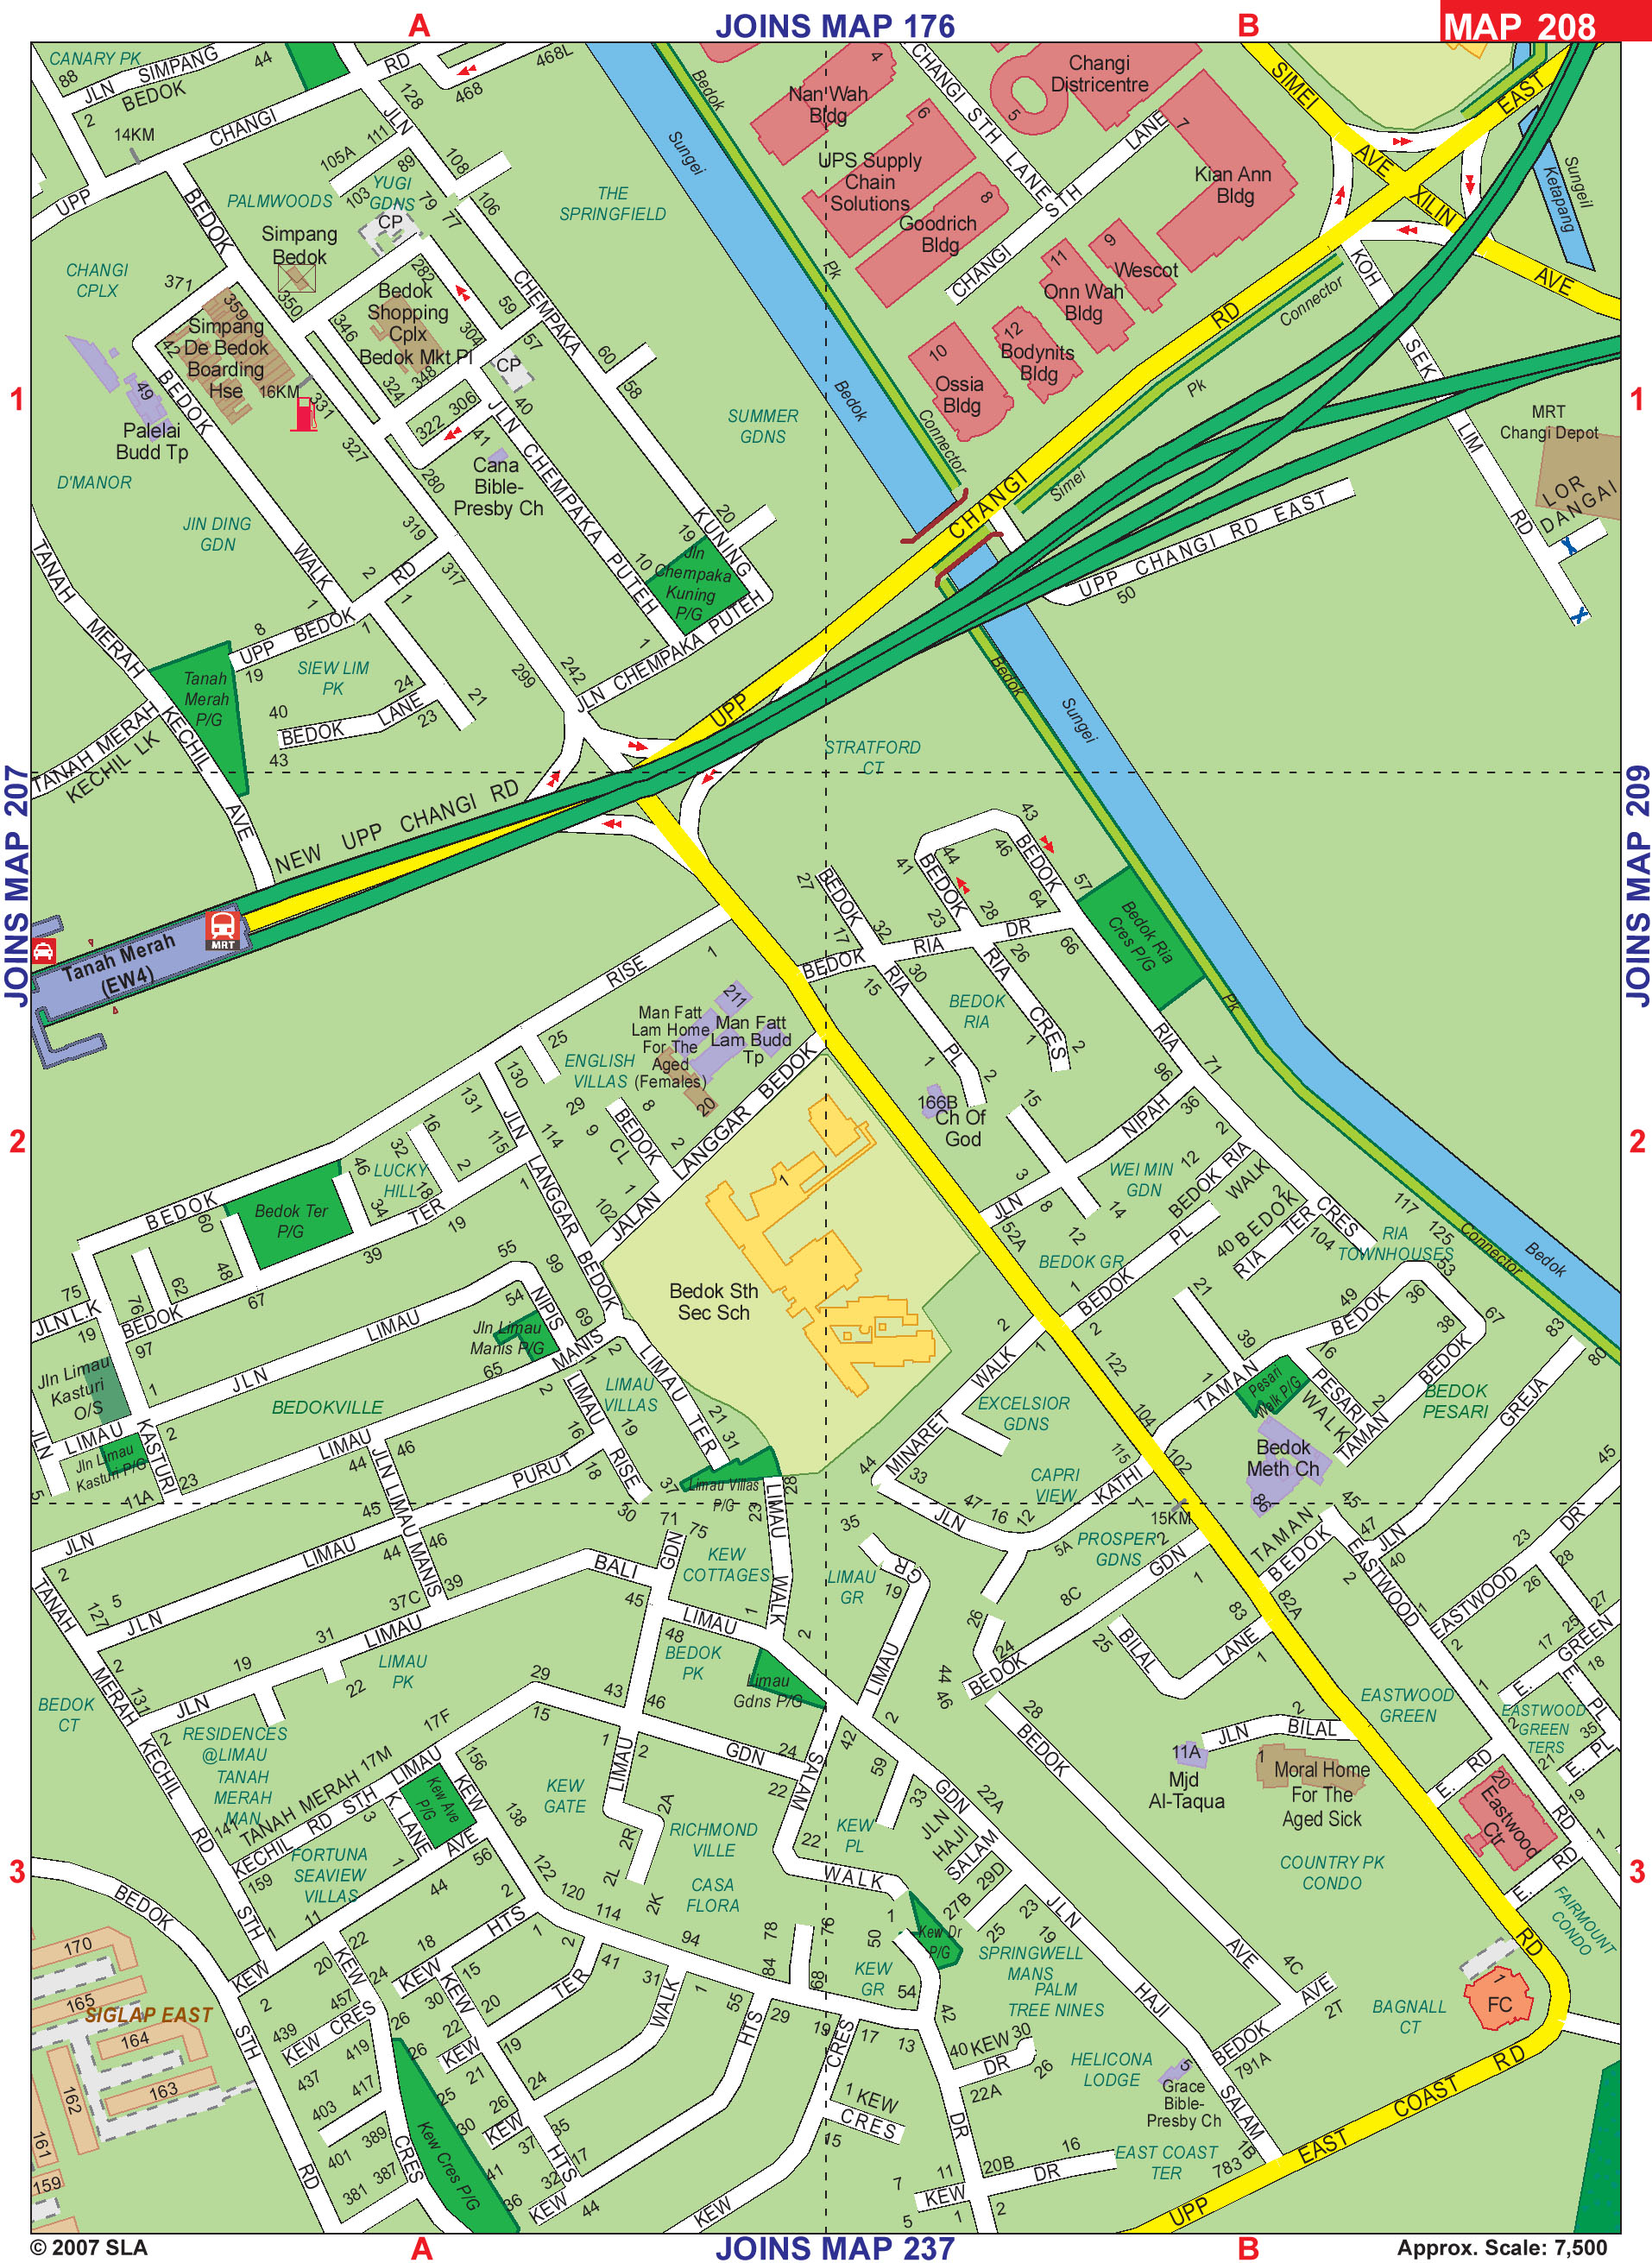 A
JOINS MAP 176
B
MAP 208
CANARY PK
88
JLN SIMPANG
BEDOK
44
2
14KM
UPP
CHANGI
RD
468
468L
128
JLN
111
105A
89
103
108
106
79
77
YUGI
GDNS
CP
PALMWOODS
BEDOK
Simpang
Bedok
THE
SPRINGFIELD
CHANGI
CPLX
371
359
350
346
282
Bedok
Shopping
Cplx
Bedok Mkt Pl
304
59
57
CHEMPAKA
60
58
Simpang
De Bedok
Boarding
Hse
16KM
331
42
49
Palelai
Budd Tp
BEDOK
WALK
D'MANOR
JIN DING
GDN
327
324
348
322
306
CP
40
41
280
Cana
Bible-
Presby Ch
JLN CHEMPAKA PUTEH
KUNING
20
19
10
Jln
Chempaka
Kuning
P/G
319
317
SUMMER
GDNS
TANAH
MERAH
KECHIL
AVE
2
RD
1
1
1
8
UPP BEDOK
19
SIEW LIM
PK
24
23
21
40
BEDOK LANE
43
299
242
1
JLN CHEMPAKA PUTEH
Tanah
Merah
P/G
TANAH MERAH
KECHIL LK
Bedok
Sungei
Pk
Bedok
Connector
Nan Wah
Bldg
4
6
UPS Supply
Chain
Solutions
8
Goodrich
Bldg
CHANGI STH LANE
5
Changi
Districentre
7
Kian Ann
Bldg
CHANGI STH LANE
11
9
Wescot
Onn Wah
Bldg
12
Bodynits
Bldg
10
Ossia
Bldg
SIMEI
AVE
XILIN
AVE
EAST
Sungeil
Ketapang
KOH
SEK
LIM
RD
RD
Connector
Pk
Simei
CHANGI
UPP
MRT
Changi Depot
LOR
DANGAI
UPP CHANGI RD EAST
50
1
1
STRATFORD
CT
Bedok
Sungei
JOINS MAP 207
JOINS MAP 209
NEW UPP CHANGI RD
MRT
Tanah Merah
(EW4)
27
BEDOK
17
32
30
15
RIA
PL
1
2
BEDOK
RIA
DR
41
44
BEDOK
23
28
26
RIA
CRES
1
2
43
46
BEDOK
64
66
57
Bedok Ria
Cres P/G
Pk
BEDOK
RIA
RIA
71
96
BEDOK
RISE
1
25
Man Fatt
Lam Home
For The
Aged
(Females)
211
Man Fatt
Lam Budd
Tp
20
ENGLISH
VILLAS
29
9
8
BEDOK
CL
2
1
102
JALAN LANGGAR BEDOK
130
131
JLN
LANGGAR
BEDOK
114
115
1
99
69
16
32
46
LUCKY
HILL
2
18
34
TER
19
39
Bedok Ter
P/G
60
48
62
76
67
BEDOK
75
JLN L.K
19
97
1
166B
Ch Of
God
15
3
8
14
12
JLN
NIPAH
36
2
WEI MIN
GDN
12
BEDOK RIA
WALK
2
40
BEDOK
RIA TER
104
CRES
117
125
RIA
TOWNHOUSES
53
Connector
Bedok
2
2
52A
BEDOK GR
1
BEDOK
PL
2
122
21
39
1
TAMAN
49
BEDOK
36
38
67
83
80
16
Pesari
Walk P/G
PESARI
WALK
2
TAMAN
BEDOK
BEDOK
PESARI
GREJA
JLN
Bedok Sth
Sec Sch
1
55
54
NIPIS
Jln Limau
Manis P/G
65
MANIS
1
2
2
LIMAU
JLN
BEDOKVILLE
Jln Limau
Kasturi
O/S
LIMAU
Jln Limau
Kasturi P/G
JLN
5
KASTURI
2
23
11A
LIMAU
44
46
JLN LIMAU MANIS
45
46
44
39
37C
LIMAU
VILLAS
19
LIMAU
RISE
16
18
30
PURUT
LIMAU TER
21
31
37
Limau Villas
P/G
28
23
LIMAU
WALK
1
2
2
WALK
1
MINARET
44
33
EXCELSIOR
GDNS
CAPRI
VIEW
104
115
102
JLN
KATHI
1
47
16
12
15KM
5A
PROSPER
GDNS
2
GDN
1
8C
BEDOK
24
26
Bedok
Meth Ch
86
45
TAMAN
BEDOK
47
40
EASTWOOD
2
45
DR
23
28
26
EASTWOOD
1
2
27
25
17
GREEN
E.
E. PL
18
35
21
E. PL
19
RD
1
JLN
2
TANAH
MERAH
KECHIL
RD
STH
5
127
JLN
LIMAU
2
131
BALI
GDN
71
75
KEW
COTTAGES
45
48
LIMAU
BEDOK
PK
Limau
Gdns P/G
35
GR
19
LIMAU
GR
LIMAU
2
31
LIMAU
19
JLN
22
LIMAU
PK
29
15
43
46
GDN
24
22
SALAM
42
59
33
GDN
22A
BEDOK
CT
2
RESIDENCES
@LIMAU
TANAH
MERAH
MAN
141
TANAH MERAH
KECHIL RD STH
17M
17F
LIMAU
159
3
K. LANE
1
Kew Ave
P/G
156
KEW
138
AVE
56
44
11
1
FORTUNA
SEAVIEW
VILLAS
KEW
GATE
1
LIMAU
2
2A
2R
2L
2K
RICHMOND
VILLE
CASA
FLORA
KEW
PL
22
WALK
1
JLN
HAJI
SALAM
29D
27B
25
23
19
Kew Dr
P/G
44 46
28
BEDOK
AVE
4C
83
82A
25
BILAL
LANE
1
2
JLN
BILAL
11A
Mjd
Al-Taqua
1
Moral Home
For The
Aged Sick
EASTWOOD
GREEN
1
EASTWOOD
GREEN
TERS
2
E. RD
20
Eastwood
Ctr
E. RD
COUNTRY PK
CONDO
FAIRMOUNT
CONDO
RD
1
FC
BAGNALL
CT
BEDOK
170
165
SIGLAP EAST
164
162
163
161
159
STH
RD
KEW
2
22
20
KEW
24
457
439
KEW CRES
419
437
417
403
401
389
387
381
CRES
Kew Cres P/G
26
26
18
KEW
HTS
2
1
122
120
114
94
2
KEW
15
30
22
20
TER
41
KEW
19
21
24
25
30
26
KEW
35
37
41
36
32
17
HTS
KEW
44
31
WALK
1
55
HTS
29
78
84
76
68
50
KEW
GR
54
19
17
13
CRES
1
KEW
CRES
15
KEW
42
SPRINGWELL
MANS
PALM
TREE NINES
40
KEW
30
DR
26
22A
DR
HELICONA
LODGE
20B
DR
16
11
7
KEW
5
1
2
EAST COAST
TER
JLN
HAJI
SALAM
BEDOK
AVE
2T
791A
5
Grace
Bible-
Presby Ch
1B
783
UPP
EAST
COAST
RD
1
2
3
1
2
3
© 2007 SLA
A
JOINS MAP 237
B
Approx. Scale: 7,500